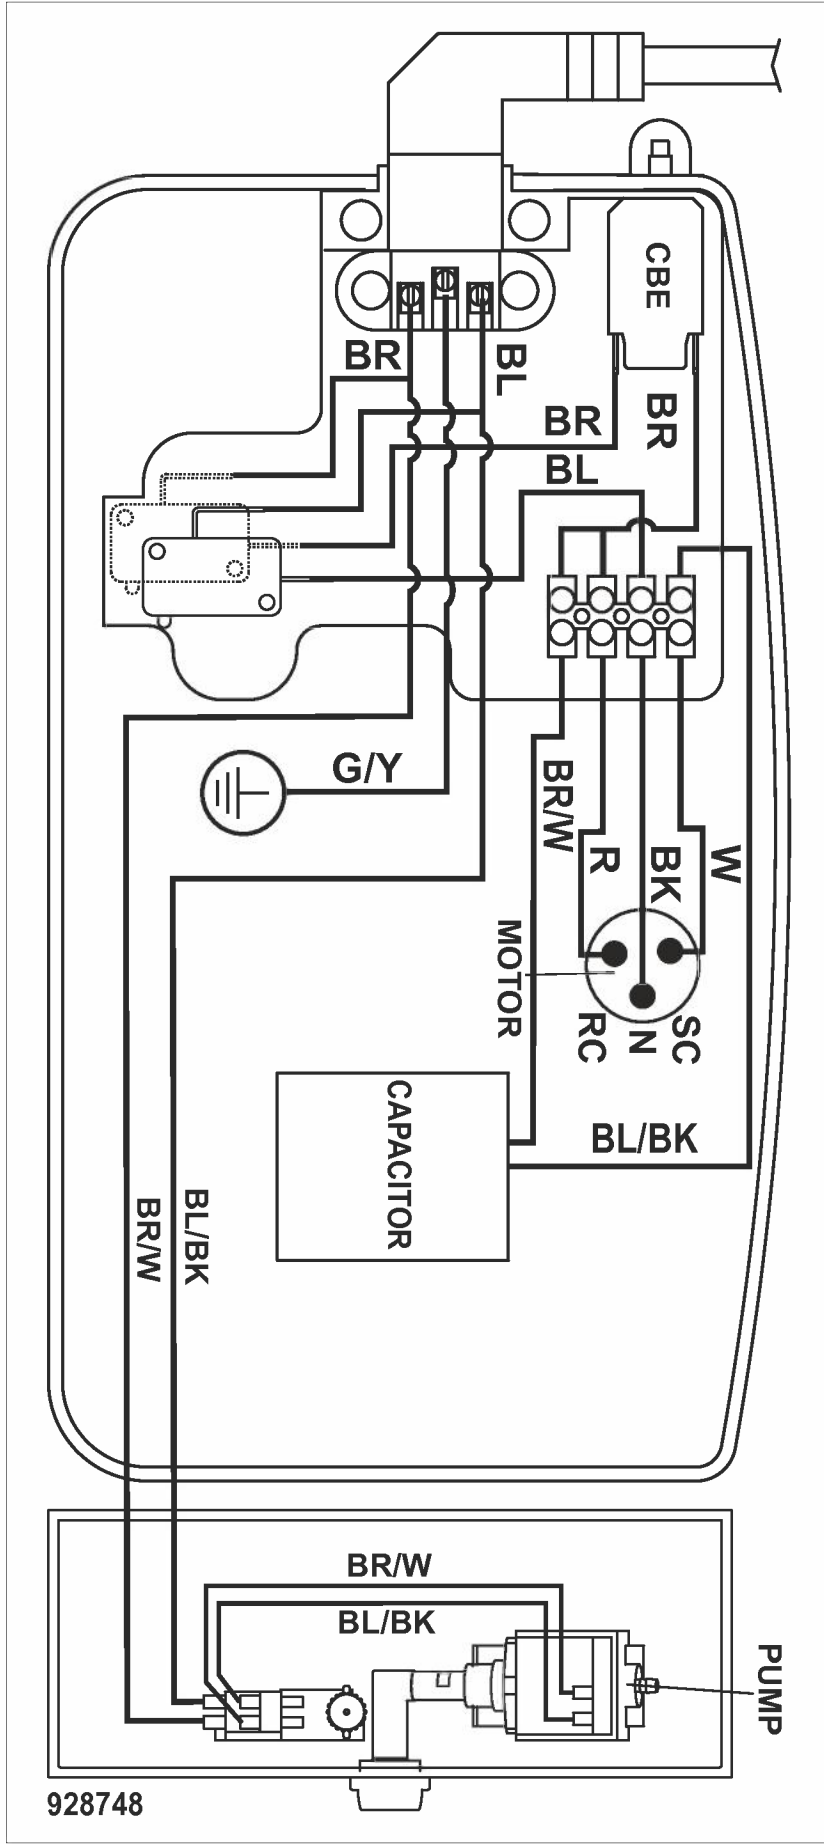 CBE
BR
BL
BR
BR
BL
G/Y
BR/W
R
BK
W
MOTOR
RC
N
SC
CAPACITOR
BL/BK
BR/W
BL/BK
BR/W
BL/BK
PUMP
928748